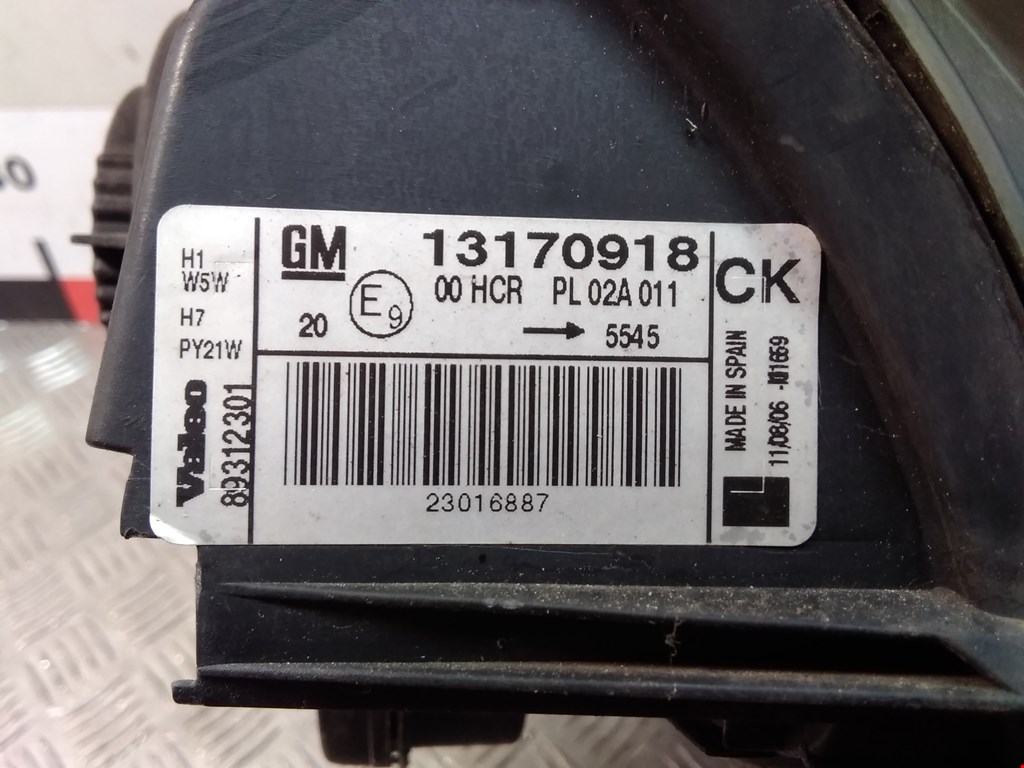 H1
W5W
H7
PY21W
Valeo
89312301
GM 13170918
00 HCR PL 02A 011
20 E9 → 5545
23016887
CK
MADE IN SPAIN
11/08/06 -I01659
L